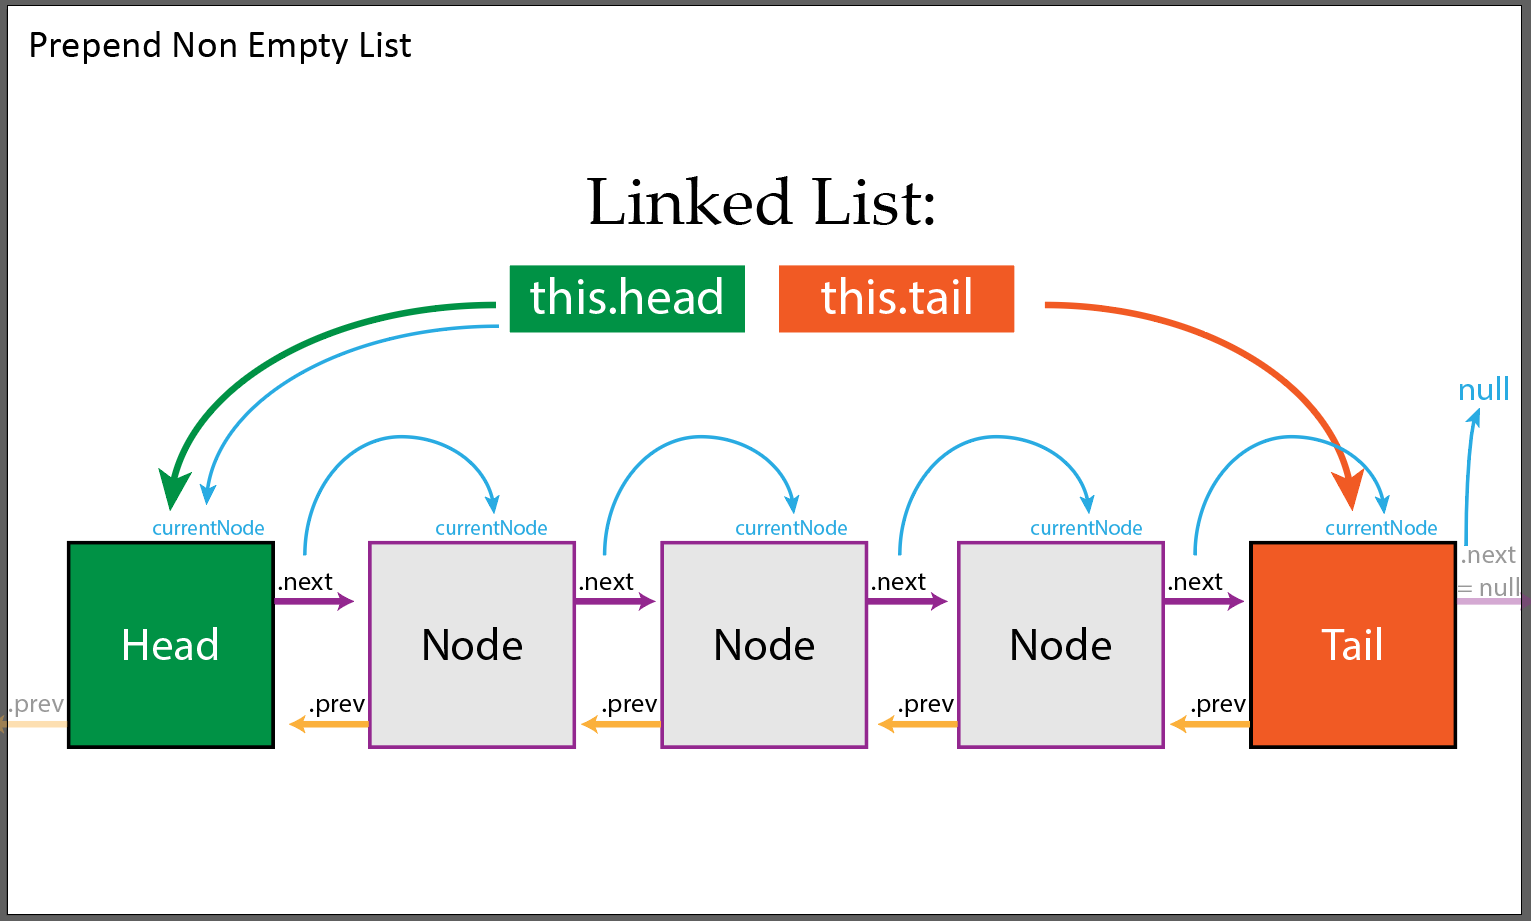 Prepend Non Empty List
Linked List:
this.head
this.tail
null
currentNode
currentNode
currentNode
currentNode
currentNode
.next
.next
.next
.next
.next
= null
Head
Node
Node
Node
Tail
.prev
.prev
.prev
.prev
.prev